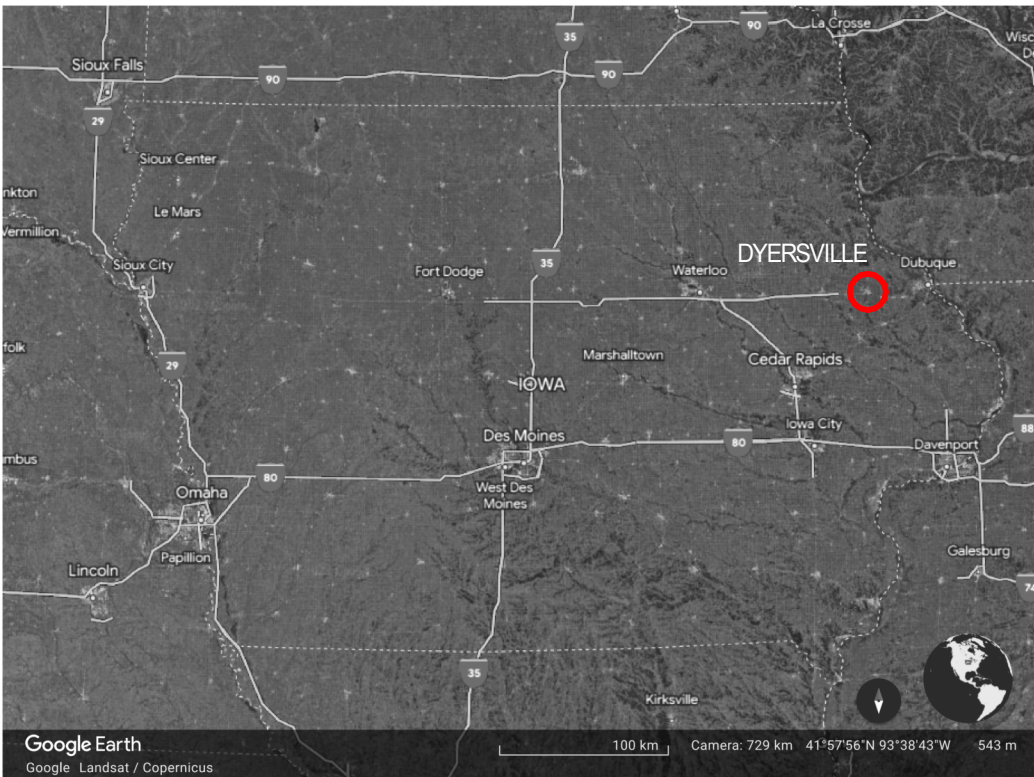 90
La Crosse
35
Wisc
De
Sioux Falls
90
90
29
Sioux Center
nkton
Le Mars
Vermillion
DYERSVILLE
Sioux City
35
Fort Dodge
Waterloo
Dubuque
folk
29
Marshalltown
Cedar Rapids
IOWA
Iowa City
88
Des Moines
80
Davenport
mbus
80
West Des
Moines
Omaha
Papillion
Galesburg
Lincoln
74
35
Kirksville
Google Earth
100 km
Camera: 729 km 41°57'56"N 93°38'43"W 543 m
Google Landsat / Copernicus